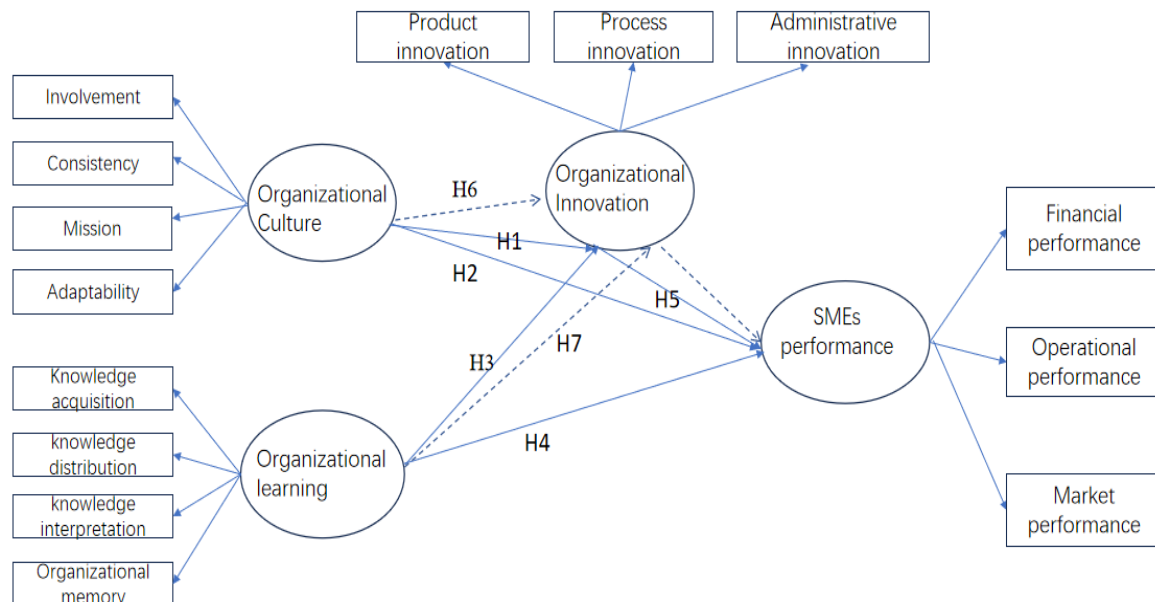 Product
innovation
Process
innovation
Administrative
innovation
Involvement
Consistency
Mission
Adaptability
Organizational
Culture
H6
Organizational
Innovation
H1
H2
H5
H3
H7
H4
SMEs
performance
Financial
performance
Operational
performance
Market
performance
Knowledge
acquisition
knowledge
distribution
knowledge
interpretation
Organizational
memory
Organizational
learning